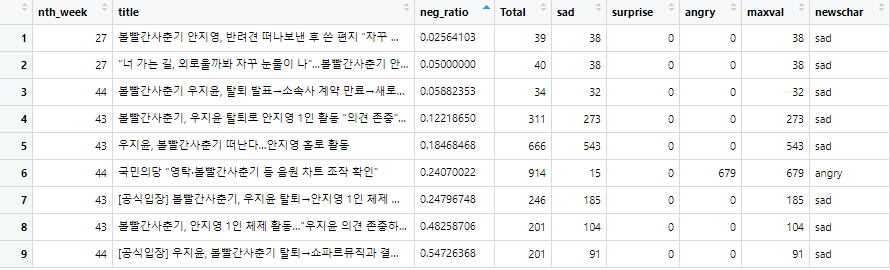 nth_week title neg_ratio Total sad surprise angry maxval newschar
1 27 볼빨간사춘기 안지영, 반려견 떠나보낸 후 쓴 편지 "자꾸 ... 0.02564103 39 38 0 0 38 sad
2 27 "너 가는 길, 외로울까봐 자꾸 눈물이 나"...볼빨간사춘기 안... 0.05000000 40 38 0 0 38 sad
3 44 볼빨간사춘기 우지윤, 탈퇴 발표→소속사 계약 만료→새로... 0.05882353 34 32 0 0 32 sad
4 43 볼빨간사춘기, 우지윤 탈퇴로 안지영 1인 활동 "의견 존중"... 0.12218650 311 273 0 0 273 sad
5 43 우지윤, 볼빨간사춘기 떠난다...안지영 홀로 활동 0.18468468 666 543 0 0 543 sad
6 44 국민의당 "영탁·볼빨간사춘기 등 음원 차트 조작 확인" 0.24070022 914 15 0 679 679 angry
7 43 [공식입장] 볼빨간사춘기, 우지윤 탈퇴→안지영 1인 체제 ... 0.24796748 246 185 0 0 185 sad
8 43 볼빨간사춘기, 안지영 1인 체제 활동..."우지윤 의견 존중하... 0.48258706 201 104 0 0 104 sad
9 44 [공식입장] 우지윤, 볼빨간사춘기 탈퇴→쇼파르뮤직과 결... 0.54726368 201 91 0 0 91 sad